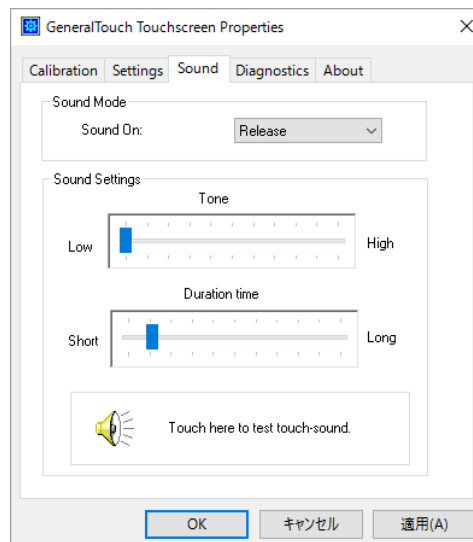 GeneralTouch Touchscreen Properties
Calibration Settings Sound Diagnostics About
Sound Mode
Sound On: Release
Sound Settings
Tone
Low High
Duration time
Short Long
Touch here to test touch-sound.
OK キャンセル 適用(A)